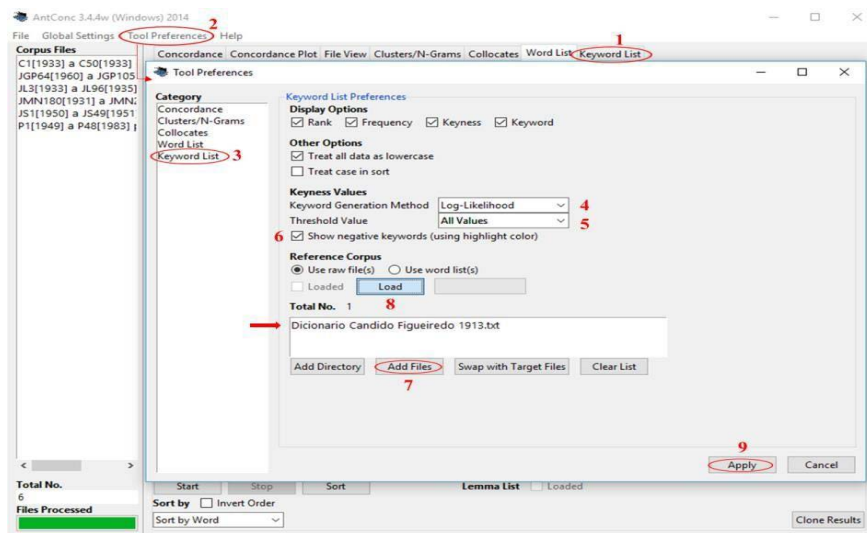 AntConc 3.4.4w (Windows) 2014
2
File Global Settings Tool Preferences Help
1
Corpus Files
Concordance Concordance Plot File View Clusters/N-Grams Collocates Word List Keyword List
C1[1933] a C50[1933]
JGP64[1960] a JGP105
JL3[1933] a JL96[1935]
JMN180[1931] a JMN
JS1[1950] a JS49[1951
P1[1949] a P48[1983]
Total No.
6
Files Processed
Tool Preferences
Category
Concordance
Clusters/N-Grams
Collocates
Word List
Keyword List 3
Keyword List Preferences
Display Options
Rank Frequency Keyness Keyword
Other Options
Treat all data as lowercase
Treat case in sort
Keyness Values
Keyword Generation Method Log-Likelihood 4
Threshold Value All Values 5
6 Show negative keywords (using highlight color)
Reference Corpus
Use raw file(s) Use word list(s)
Loaded Load
8
Total No. 1
Dicionario Candido Figueiredo 1913.txt
Add Directory Add Files Swap with Target Files Clear List
7
9
Apply Cancel
Start Stop Sort Lemma List Loaded
Sort by Invert Order
Sort by Word Clone Results